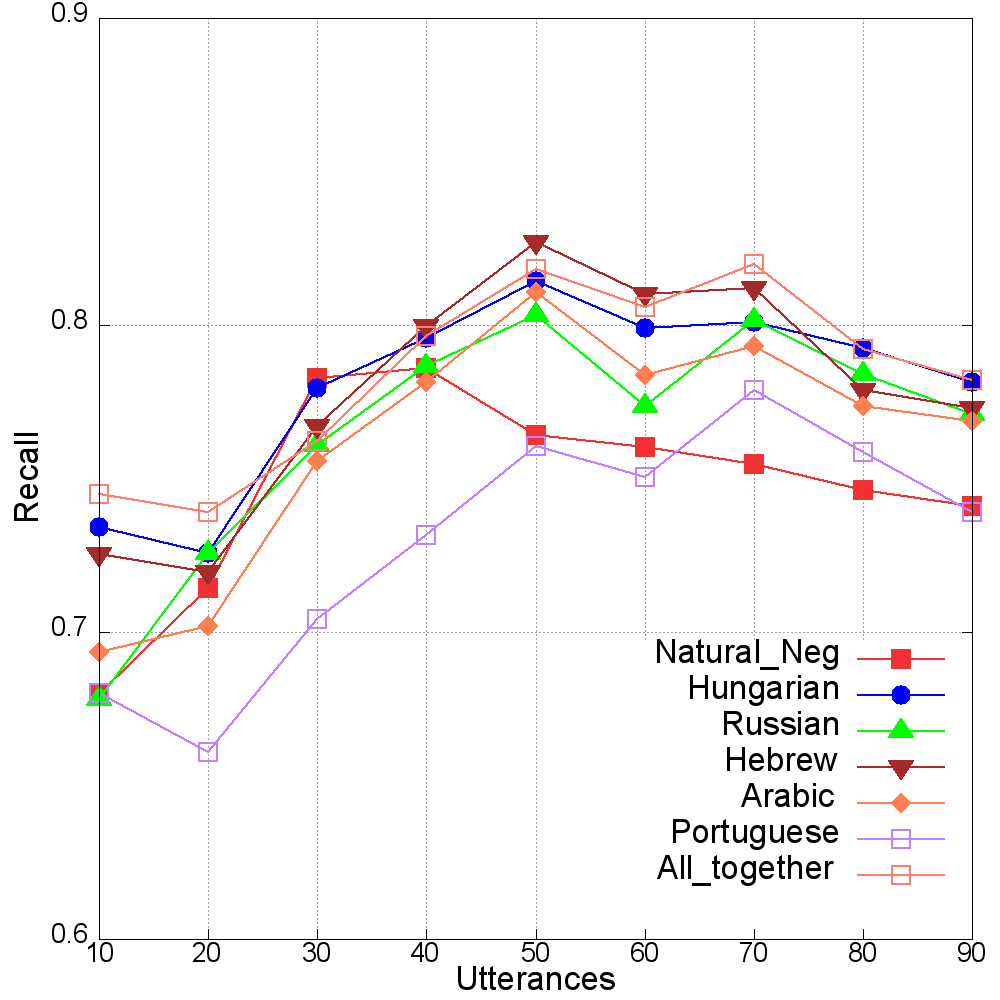 0.9
0.8
0.7
0.6
Recall
Natural_Neg
Hungarian
Russian
Hebrew
Arabic
Portuguese
All_together
10 20 30 40 50 60 70 80 90
Utterances